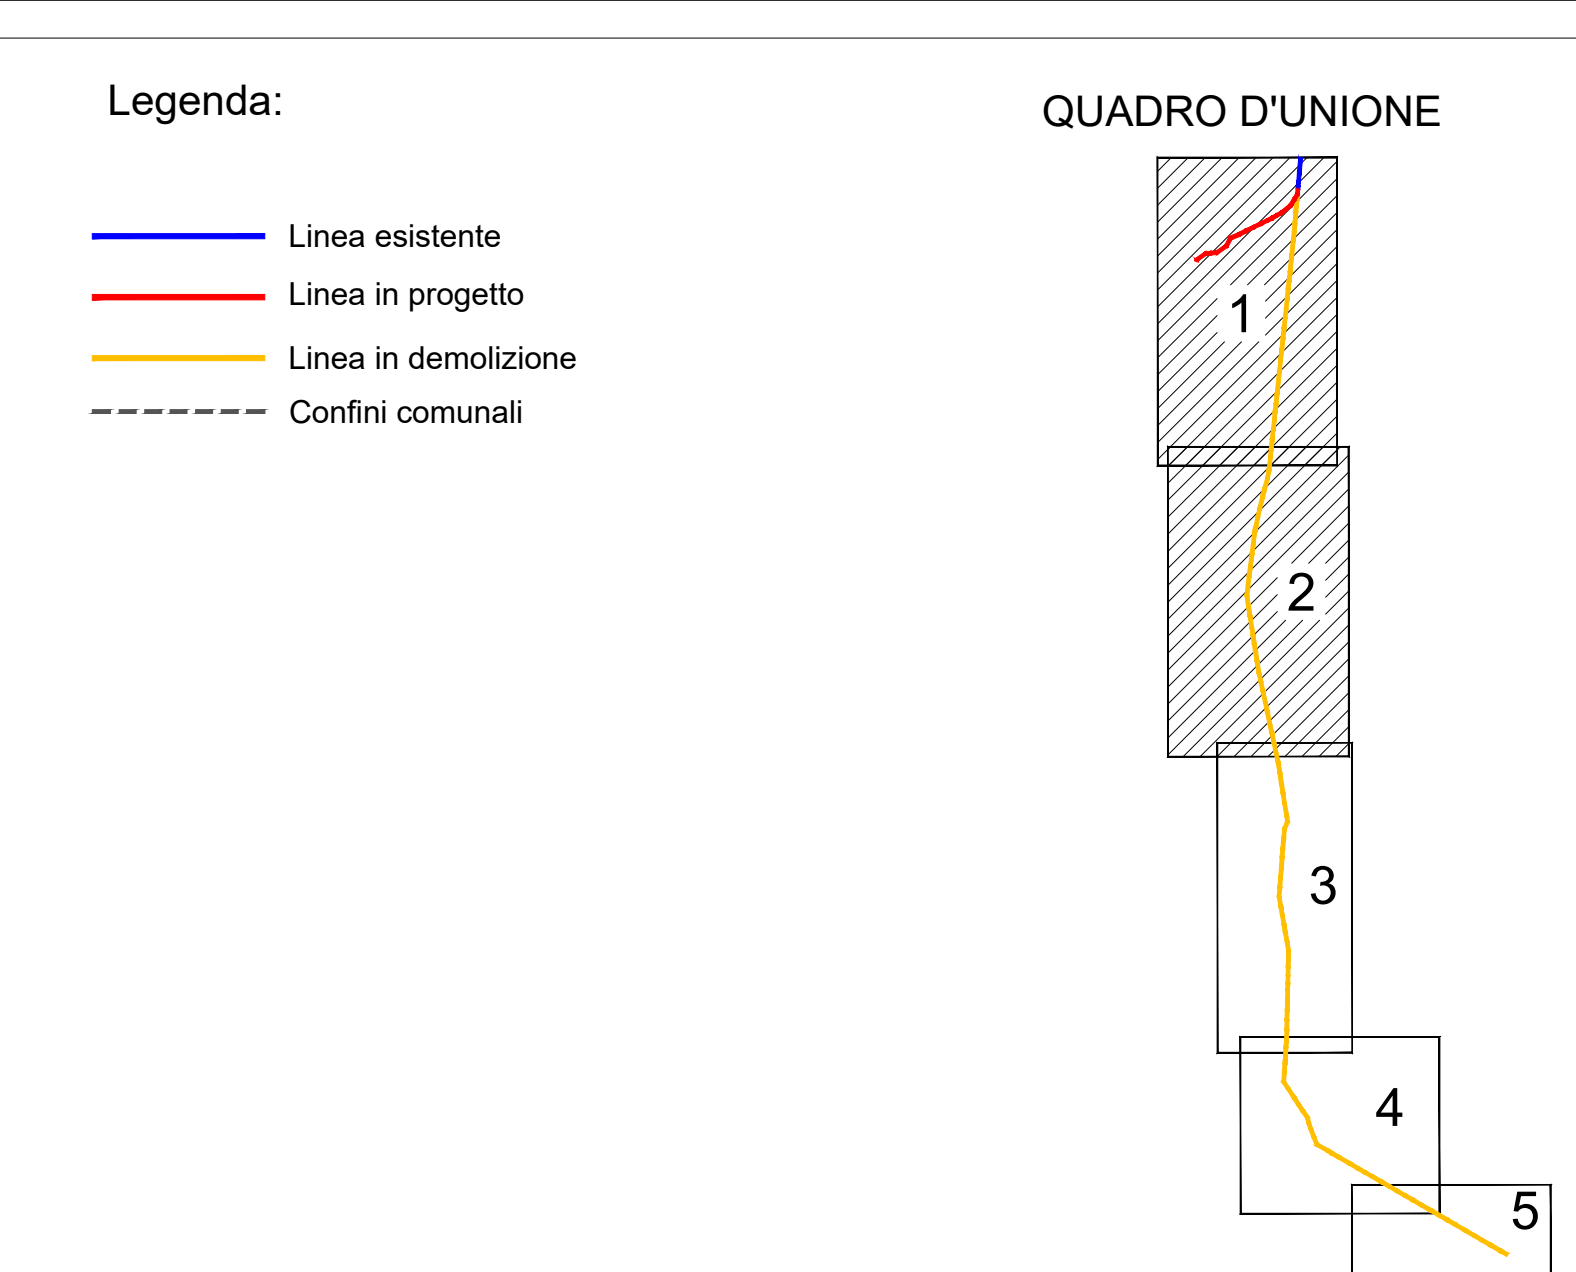 Legenda:
QUADRO D'UNIONE
Linea esistente
Linea in progetto
Linea in demolizione
Confini comunali
1
2
3
4
5